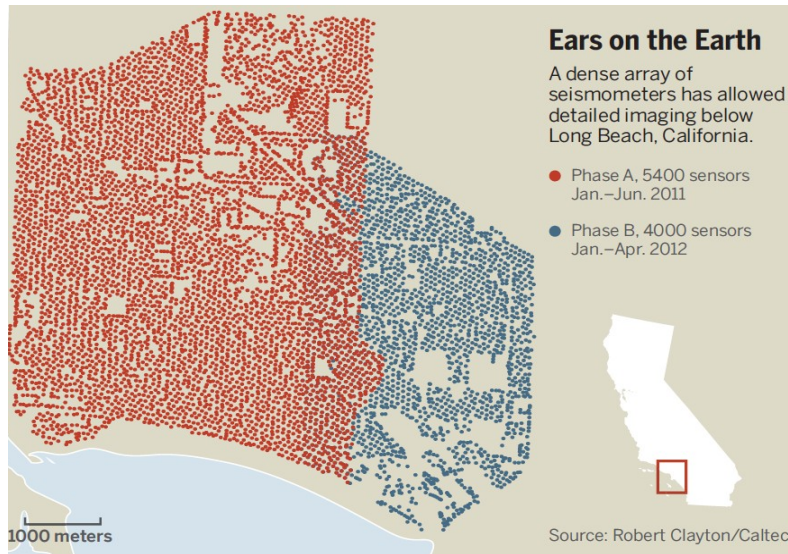 Ears on the Earth
A dense array of
seismometers has allowed
detailed imaging below
Long Beach, California.
Phase A, 5400 sensors
Jan.–Jun. 2011
Phase B, 4000 sensors
Jan.–Apr. 2012
1000 meters
Source: Robert Clayton/Caltec